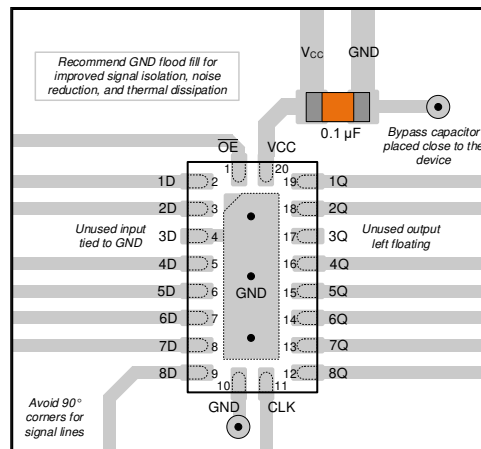 Recommend GND flood fill for
improved signal isolation, noise
reduction, and thermal dissipation
VCC GND
0.1 µF
Bypass capacitor
placed close to the
device
OE VCC
1 20
1D 2 19 1Q
2D 3 18 2Q
Unused input
tied to GND
3D 4 17 3Q
Unused output
left floating
4D 5 16 4Q
5D 6 15 5Q
GND
6D 7 14 6Q
7D 8 13 7Q
8D 9 12 8Q
10 11
GND CLK
Avoid 90°
corners for
signal lines